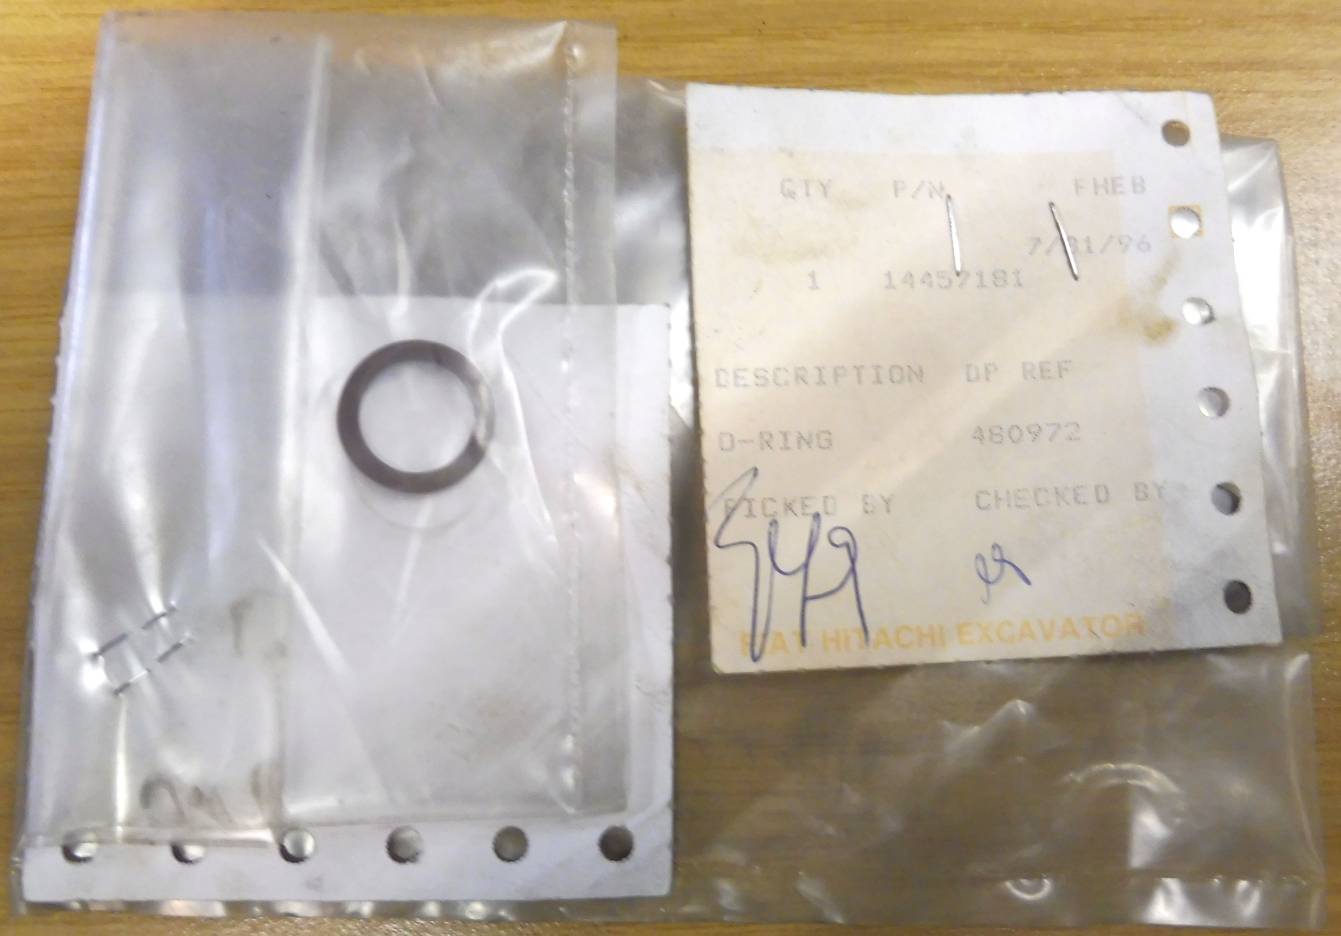 QTY P/N FHEB
7/31/96
1 14457181
DESCRIPTION DP REF
O-RING 480972
PICKED BY CHECKED BY
FIAT HITACHI EXCAVATOR